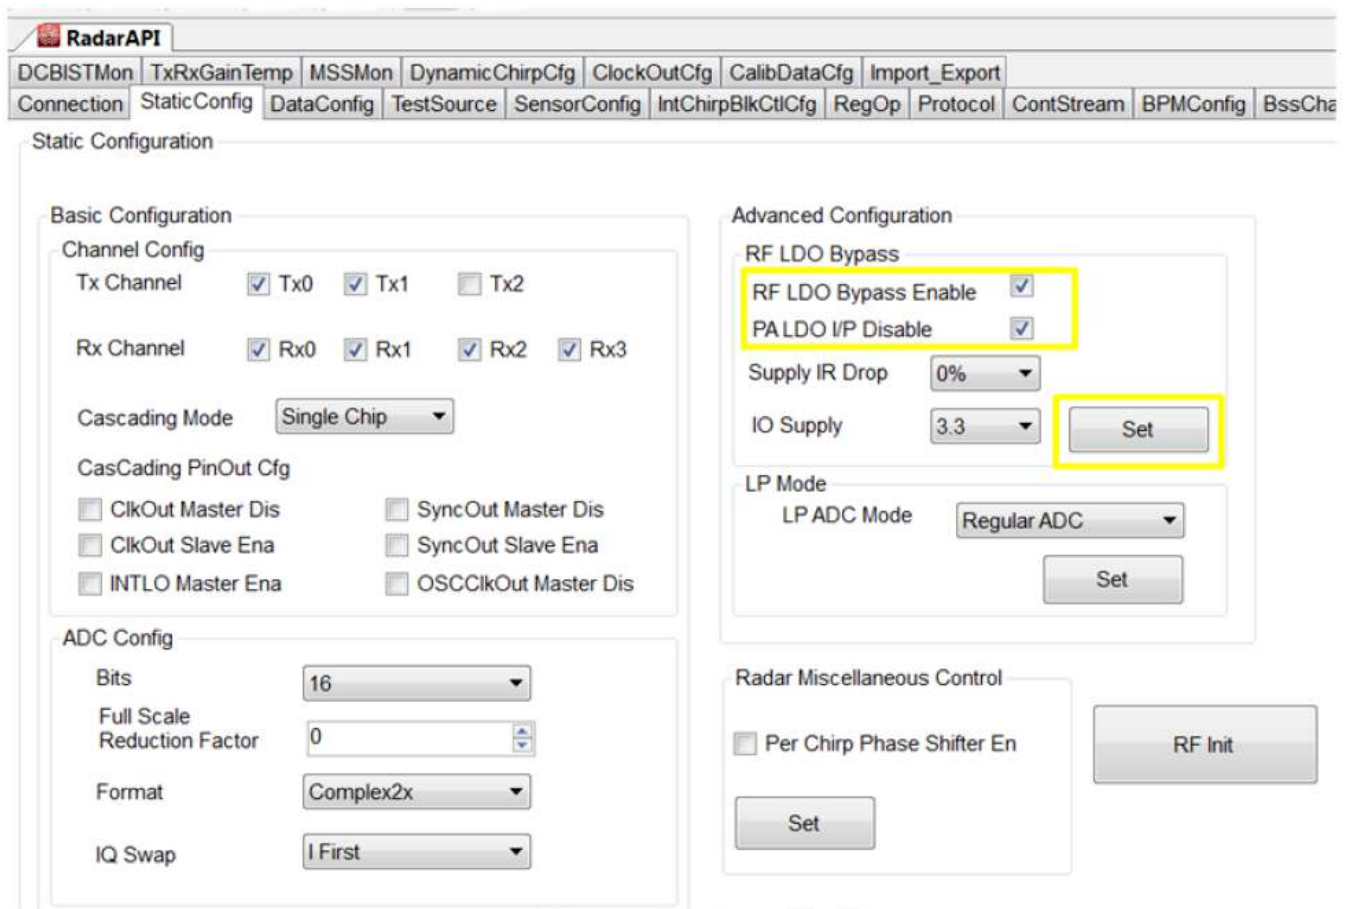 RadarAPI
DCBISTMon TxRxGainTemp MSSMon DynamicChirpCfg ClockOutCfg CalibDataCfg Import_Export
Connection StaticConfig DataConfig TestSource SensorConfig IntChirpBlkCtlCfg RegOp Protocol ContStream BPMConfig BssCha
Static Configuration
Basic Configuration
Channel Config
Tx Channel Tx0 Tx1 Tx2
Rx Channel Rx0 Rx1 Rx2 Rx3
Cascading Mode Single Chip
CasCading PinOut Cfg
ClkOut Master Dis SyncOut Master Dis
ClkOut Slave Ena SyncOut Slave Ena
INTLO Master Ena OSCClkOut Master Dis
ADC Config
Bits 16
Full Scale
Reduction Factor 0
Format Complex2x
IQ Swap I First
Advanced Configuration
RF LDO Bypass
RF LDO Bypass Enable
PA LDO I/P Disable
Supply IR Drop 0%
IO Supply 3.3 Set
LP Mode
LP ADC Mode Regular ADC
Set
Radar Miscellaneous Control
Per Chirp Phase Shifter En
Set
RF Init